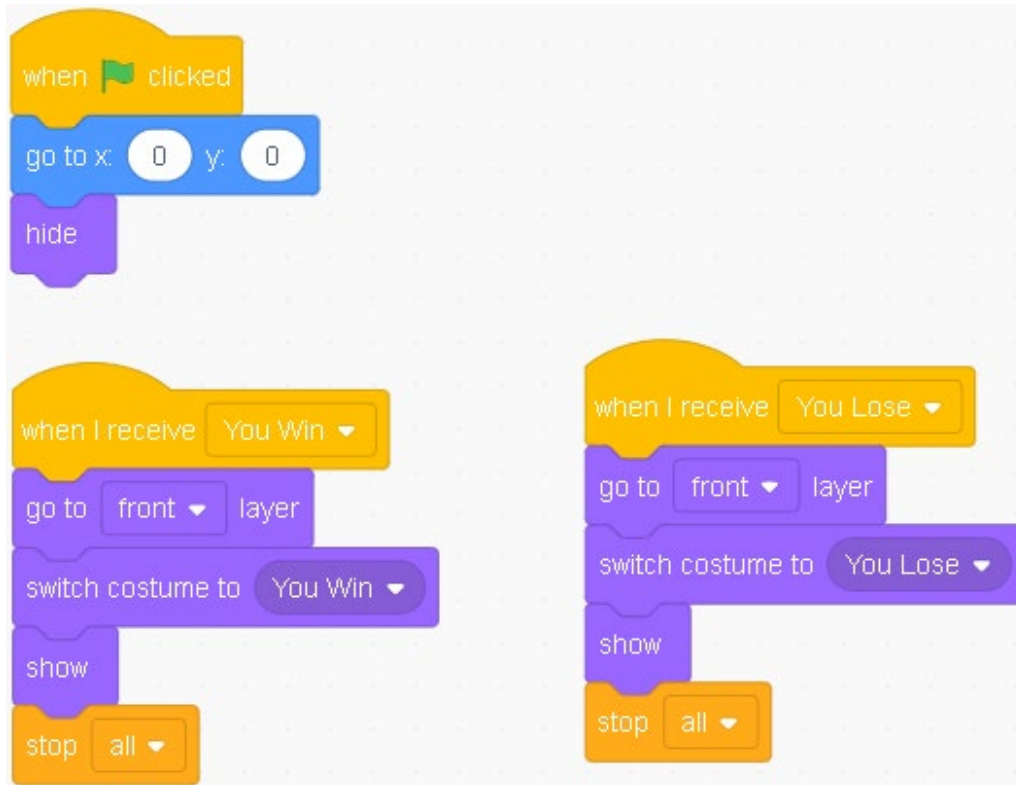 when clicked
go to x: 0 y: 0
hide
when I receive You Win
go to front layer
switch costume to You Win
show
stop all
when I receive You Lose
go to front layer
switch costume to You Lose
show
stop all